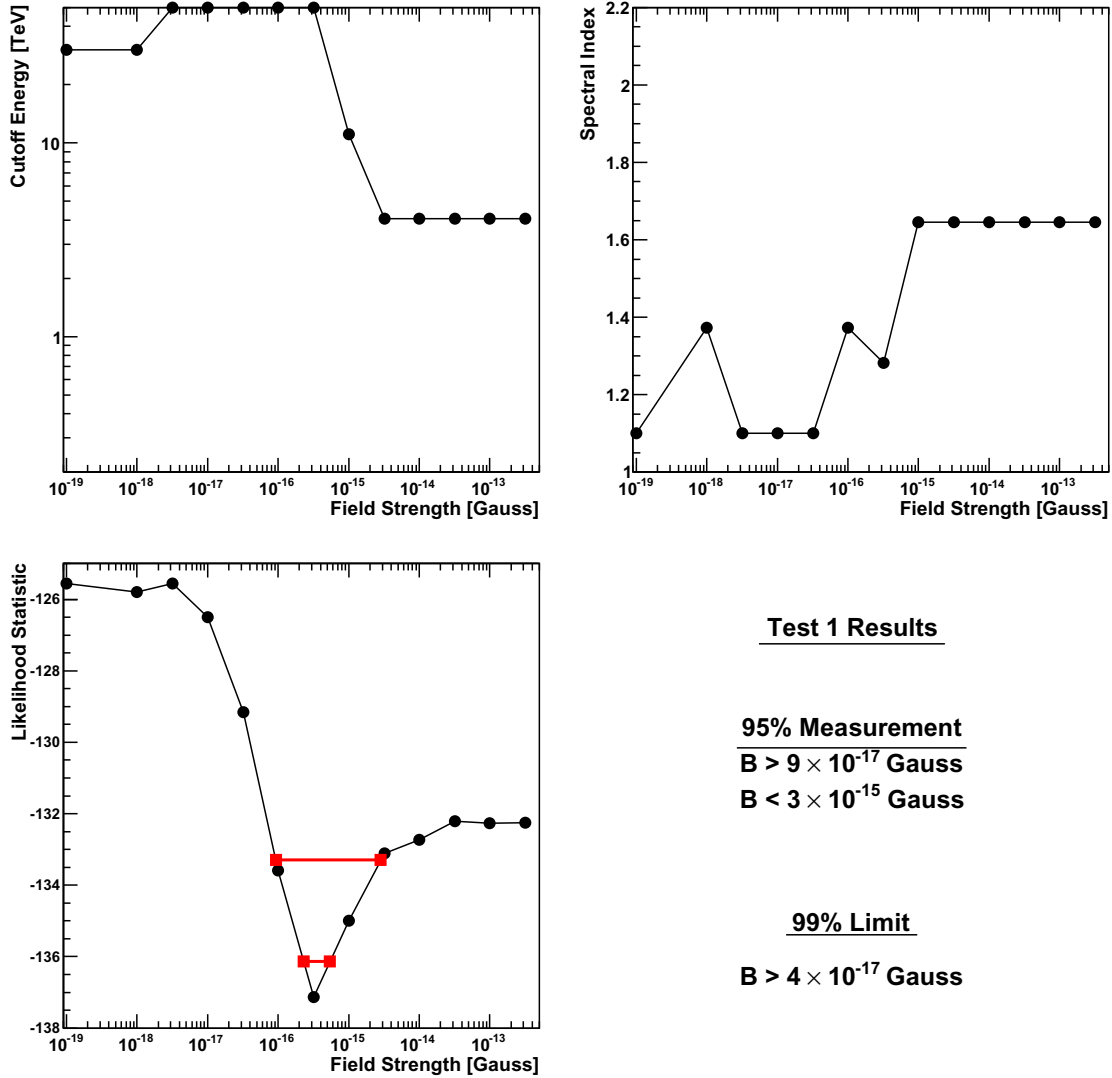 Cutoff Energy [TeV]
10
1
10^-19 10^-18 10^-17 10^-16 10^-15 10^-14 10^-13
Field Strength [Gauss]
Spectral Index
2.2
2
1.8
1.6
1.4
1.2
1
10^-19 10^-18 10^-17 10^-16 10^-15 10^-14 10^-13
Field Strength [Gauss]
Likelihood Statistic
-126
-128
-130
-132
-134
-136
-138
10^-19 10^-18 10^-17 10^-16 10^-15 10^-14 10^-13
Field Strength [Gauss]
Test 1 Results
95% Measurement
B > 9 × 10^-17 Gauss
B < 3 × 10^-15 Gauss
99% Limit
B > 4 × 10^-17 Gauss